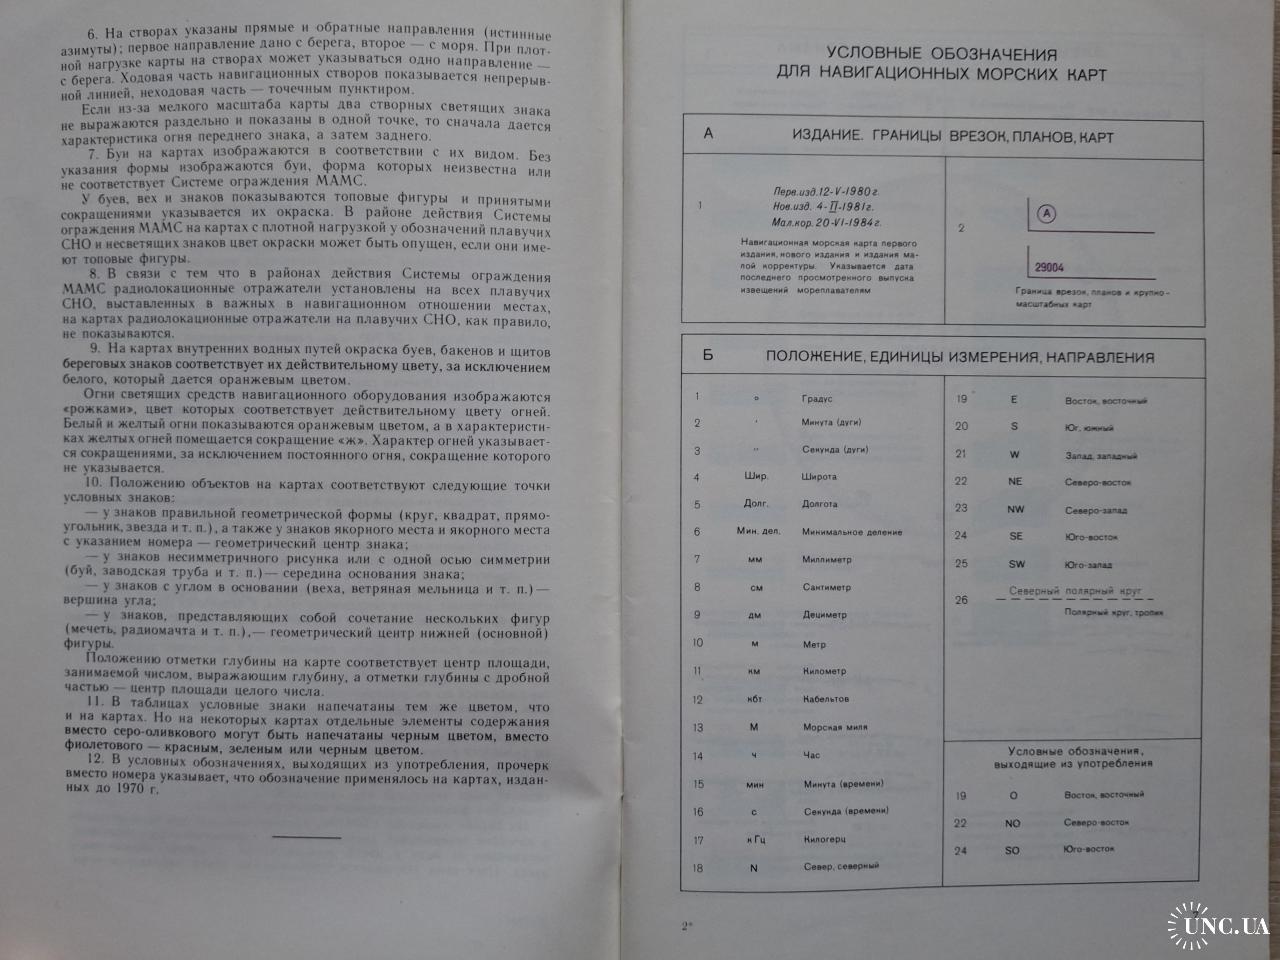 6. На створах указаны прямые и обратные направления (истинные
азимуты); первое направление дано с берега, второе — с моря. При плот-
ной нагрузке карты на створах может указываться одно направление —
с берега. Ходовая часть навигационных створов показывается непрерыв-
ной линией, неходовая часть — точечным пунктиром.
Если из-за мелкого масштаба карты два створных светящих знака
не выражаются раздельно и показаны в одной точке, то сначала дается
характеристика огня переднего знака, а затем заднего.
7. Буи на картах изображаются в соответствии с их видом. Без
указания формы изображаются буи, форма которых неизвестна или
не соответствует Системе ограждения МАМС.
У буев, вех и знаков показываются топовые фигуры и принятыми
сокращениями указывается их окраска. В районе действия Системы
ограждения МАМС на картах с плотной нагрузкой у обозначений плавучих
СНО и несветящих знаков цвет окраски может быть опущен, если они име-
ют топовые фигуры.
8. В связи с тем что в районах действия Системы ограждения
МАМС радиолокационные отражатели установлены на всех плавучих
СНО, выставленных в важных в навигационном отношении местах,
на картах радиолокационные отражатели на плавучих СНО, как правило,
не показываются.
9. На картах внутренних водных путей окраска буев, бакенов и щитов
береговых знаков соответствует их действительному цвету, за исключением
белого, который дается оранжевым цветом.
Огни светящих средств навигационного оборудования изображаются
«рожками», цвет которых соответствует действительному цвету огней.
Белый и желтый огни показываются оранжевым цветом, а в характеристи-
ках желтых огней помещается сокращение «ж». Характер огней указывает-
ся сокращениями, за исключением постоянного огня, сокращение которого
не указывается.
10. Положению объектов на картах соответствуют следующие точки
условных знаков:
— у знаков правильной геометрической формы (круг, квадрат, прямо-
угольник, звезда и т. п.), а также у знаков якорного места и якорного места
с указанием номера — геометрический центр знака;
— у знаков несимметричного рисунка или с одной осью симметрии
(буй, заводская труба и т. п.)— середина основания знака;
— у знаков с углом в основании (веха, ветряная мельница и т. п.)—
вершина угла;
— у знаков, представляющих собой сочетание нескольких фигур
(мечеть, радиомачта и т. п.),— геометрический центр нижней (основной)
фигуры.
Положению отметки глубины на карте соответствует центр площади,
занимаемой числом, выражающим глубину, а отметки глубины с дробной
частью — центр площади целого числа.
11. В таблицах условные знаки напечатаны тем же цветом, что
и на картах. Но на некоторых картах отдельные элементы содержания
вместо серо-оливкового могут быть напечатаны черным цветом, вместо
фиолетового — красным, зеленым или черным цветом.
12. В условных обозначениях, выходящих из употребления, прочерк
вместо номера указывает, что обозначение применялось на картах, издан-
ных до 1970 г.
УСЛОВНЫЕ ОБОЗНАЧЕНИЯ
ДЛЯ НАВИГАЦИОННЫХ МОРСКИХ КАРТ
А ИЗДАНИЕ. ГРАНИЦЫ ВРЕЗОК, ПЛАНОВ, КАРТ
1
Перв.изд.12-V-1980г.
Нов.изд. 4-II-1981г.
Мал.кор. 20-VI-1984г.
Навигационная морская карта первого
издания, нового издания и издания ма-
лой корректуры. Указывается дата
последнего просмотренного выпуска
извещений мореплавателям
2
А
29004
Граница врезок, планов и крупно-
масштабных карт
Б ПОЛОЖЕНИЕ, ЕДИНИЦЫ ИЗМЕРЕНИЯ, НАПРАВЛЕНИЯ
1 ° Градус
2 ′ Минута (дуги)
3 ″ Секунда (дуги)
4 Шир. Широта
5 Долг. Долгота
6 Мин. дел. Минимальное деление
7 мм Миллиметр
8 см Сантиметр
9 дм Дециметр
10 м Метр
11 км Километр
12 кбт Кабельтов
13 М Морская миля
14 ч Час
15 мин Минута (времени)
16 с Секунда (времени)
17 кГц Килогерц
18 N Север, северный
19 E Восток, восточный
20 S Юг, южный
21 W Запад, западный
22 NE Северо-восток
23 NW Северо-запад
24 SE Юго-восток
25 SW Юго-запад
26 Северный полярный круг
Полярный круг, тропик
Условные обозначения,
выходящие из употребления
19 O Восток, восточный
22 NO Северо-восток
24 SO Юго-восток
2*
7
UNC.UA